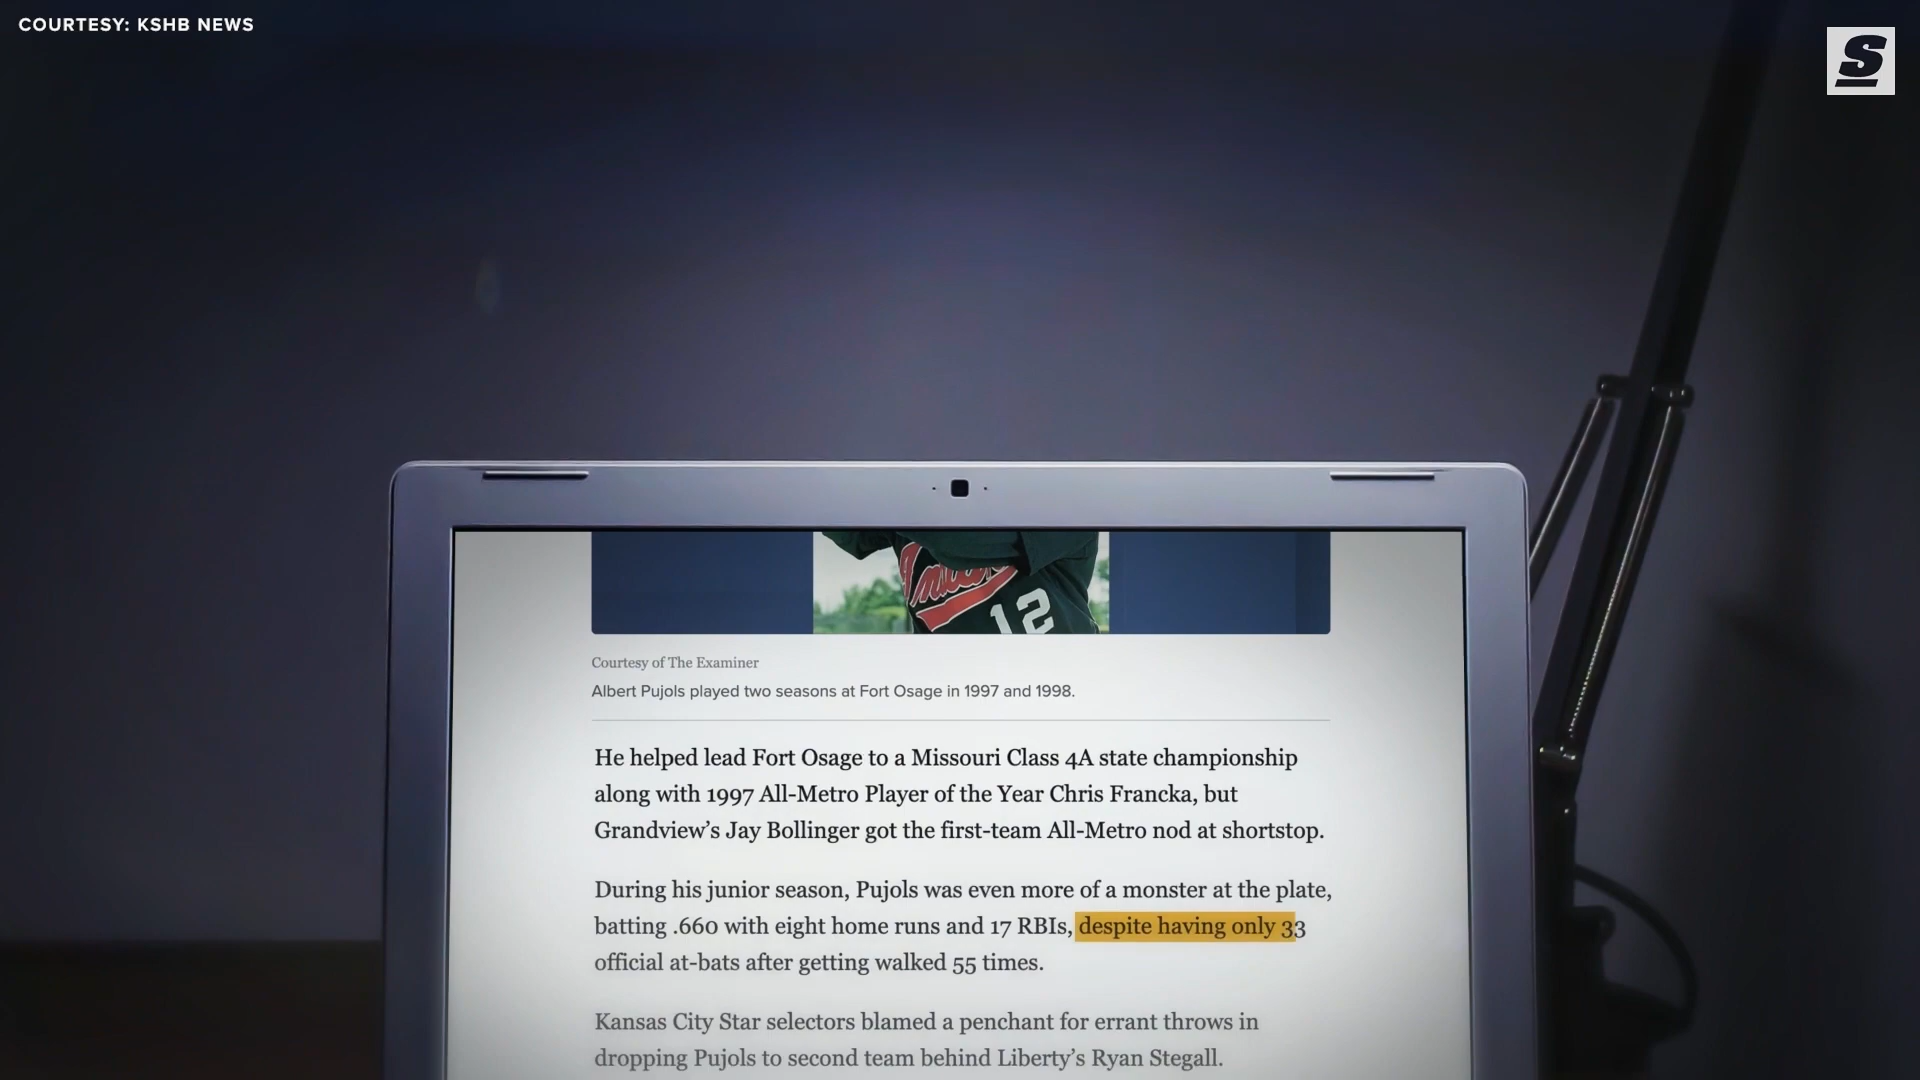 COURTESY: KSHB NEWS
S
12
Courtesy of The Examiner
Albert Pujols played two seasons at Fort Osage in 1997 and 1998.
He helped lead Fort Osage to a Missouri Class 4A state championship
along with 1997 All-Metro Player of the Year Chris Francka, but
Grandview’s Jay Bollinger got the first-team All-Metro nod at shortstop.
During his junior season, Pujols was even more of a monster at the plate,
batting .660 with eight home runs and 17 RBIs, despite having only 33
official at-bats after getting walked 55 times.
Kansas City Star selectors blamed a penchant for errant throws in
dropping Pujols to second team behind Liberty’s Ryan Stegall.